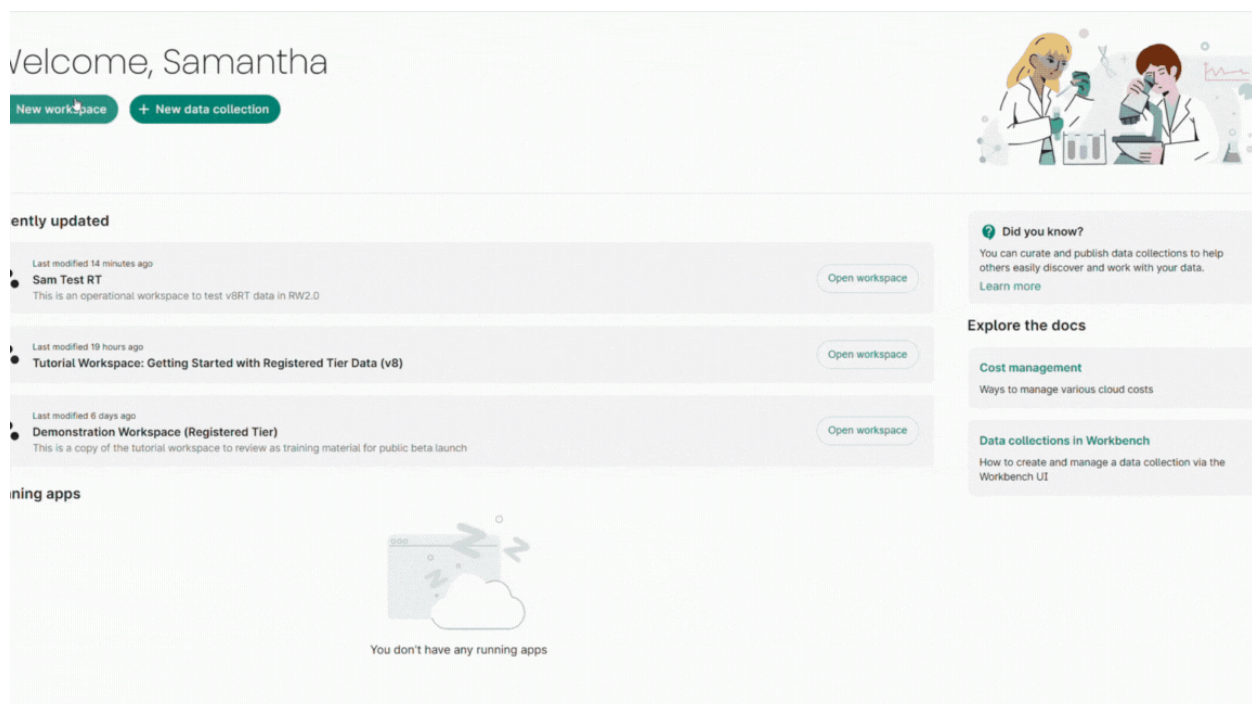 Welcome, Samantha
New workspace
+ New data collection
ently updated
Last modified 14 minutes ago
Sam Test RT
This is an operational workspace to test v8RT data in RW2.0
Open workspace
Last modified 19 hours ago
Tutorial Workspace: Getting Started with Registered Tier Data (v8)
Open workspace
Last modified 6 days ago
Demonstration Workspace (Registered Tier)
This is a copy of the tutorial workspace to review as training material for public beta launch
Open workspace
ning apps
You don't have any running apps
Did you know?
You can curate and publish data collections to help
others easily discover and work with your data.
Learn more
Explore the docs
Cost management
Ways to manage various cloud costs
Data collections in Workbench
How to create and manage a data collection via the
Workbench UI